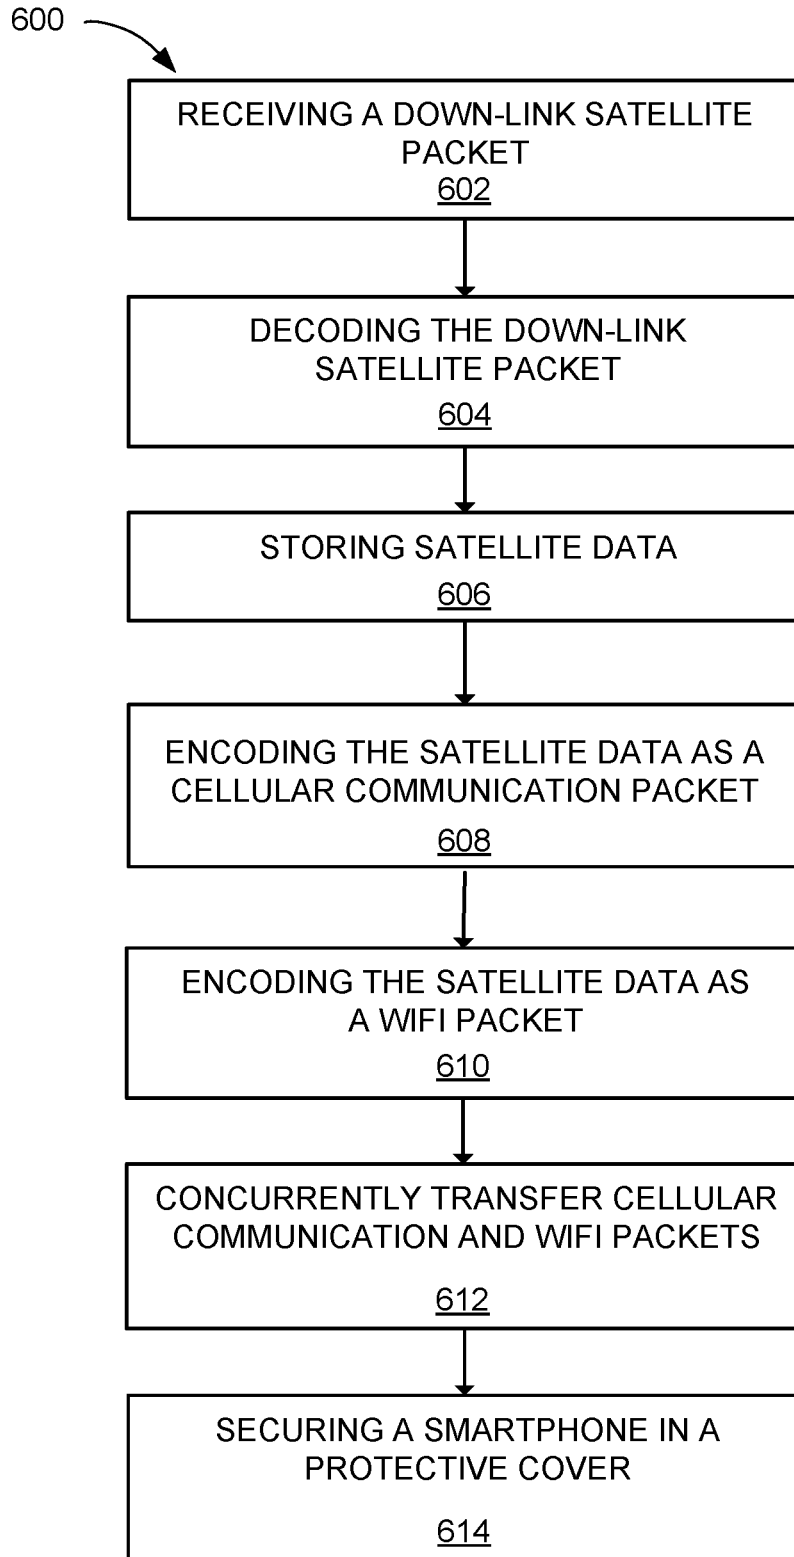 600
RECEIVING A DOWN-LINK SATELLITE
PACKET
602
DECODING THE DOWN-LINK
SATELLITE PACKET
604
STORING SATELLITE DATA
606
ENCODING THE SATELLITE DATA AS A
CELLULAR COMMUNICATION PACKET
608
ENCODING THE SATELLITE DATA AS
A WIFI PACKET
610
CONCURRENTLY TRANSFER CELLULAR
COMMUNICATION AND WIFI PACKETS
612
SECURING A SMARTPHONE IN A
PROTECTIVE COVER
614